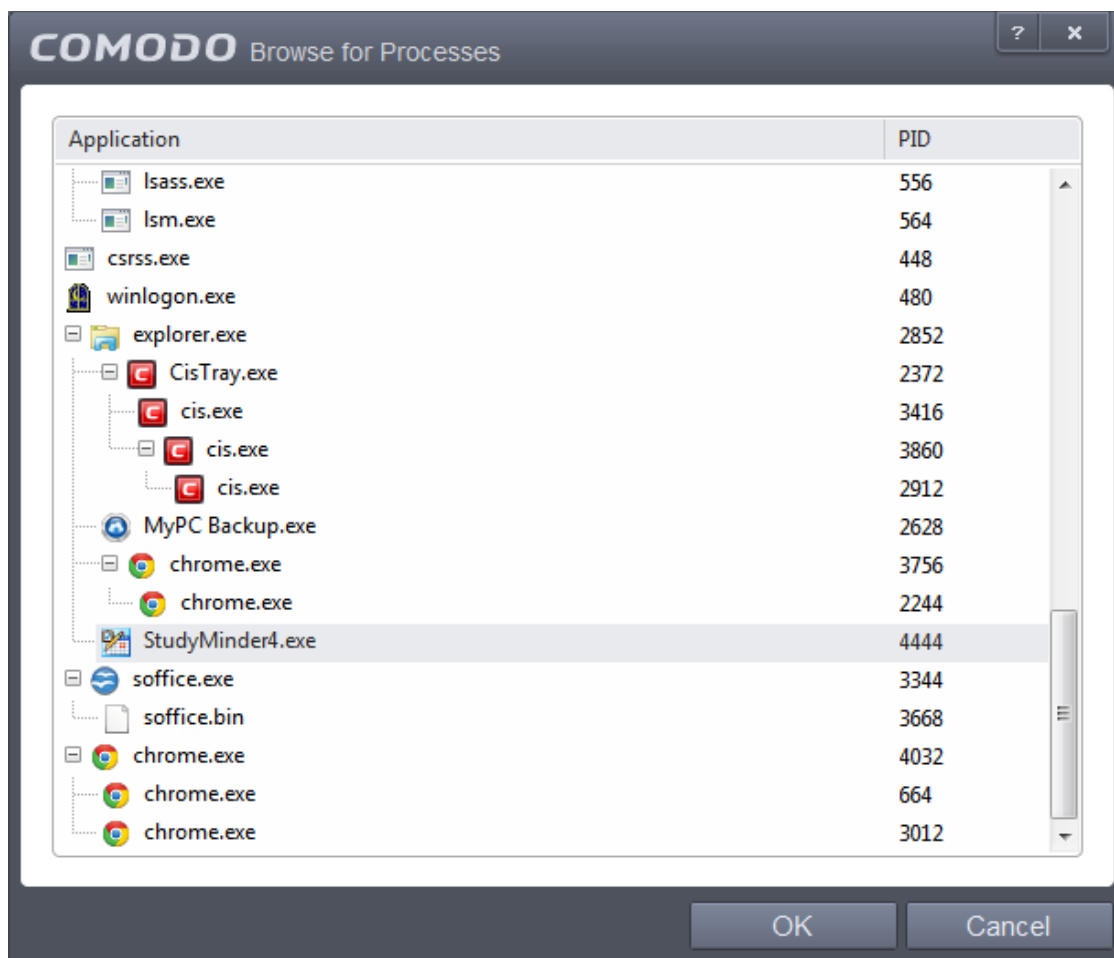 COMODO Browse for Processes ? x
Application PID
lsass.exe 556
lsm.exe 564
csrss.exe 448
winlogon.exe 480
explorer.exe 2852
CisTray.exe 2372
cis.exe 3416
cis.exe 3860
cis.exe 2912
MyPC Backup.exe 2628
chrome.exe 3756
chrome.exe 2244
StudyMinder4.exe 4444
soffice.exe 3344
soffice.bin 3668
chrome.exe 4032
chrome.exe 664
chrome.exe 3012
OK Cancel